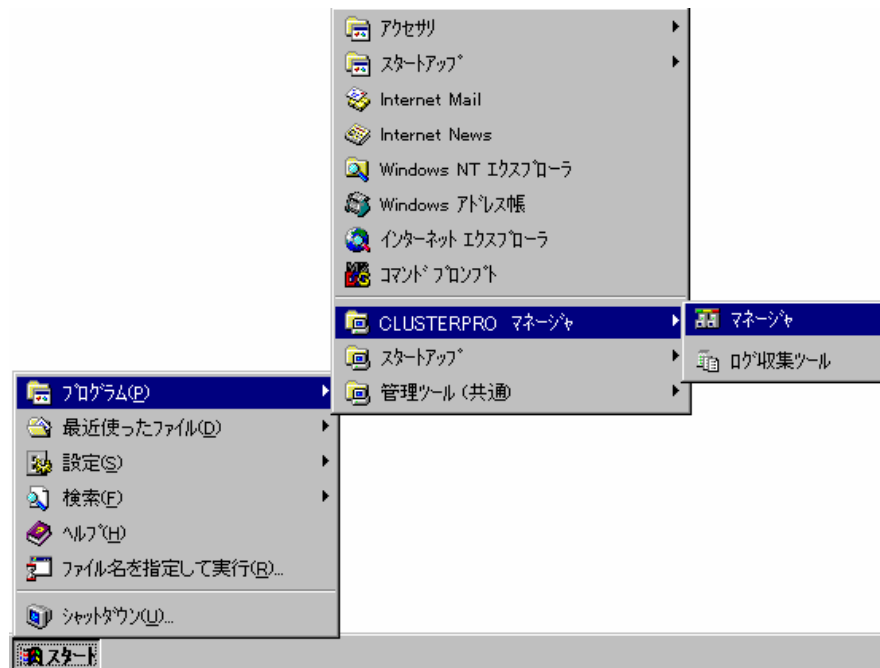 アクセサリ
スタートアップ
Internet Mail
Internet News
Windows NT エクスプローラ
Windows アドレス帳
インターネット エクスプローラ
コマンド プロンプト
CLUSTERPRO マネージャ
スタートアップ
管理ツール (共通)
マネージャ
ログ収集ツール
プログラム(P)
最近使ったファイル(D)
設定(S)
検索(F)
ヘルプ(H)
ファイル名を指定して実行(R)...
シャットダウン(U)...
スタート